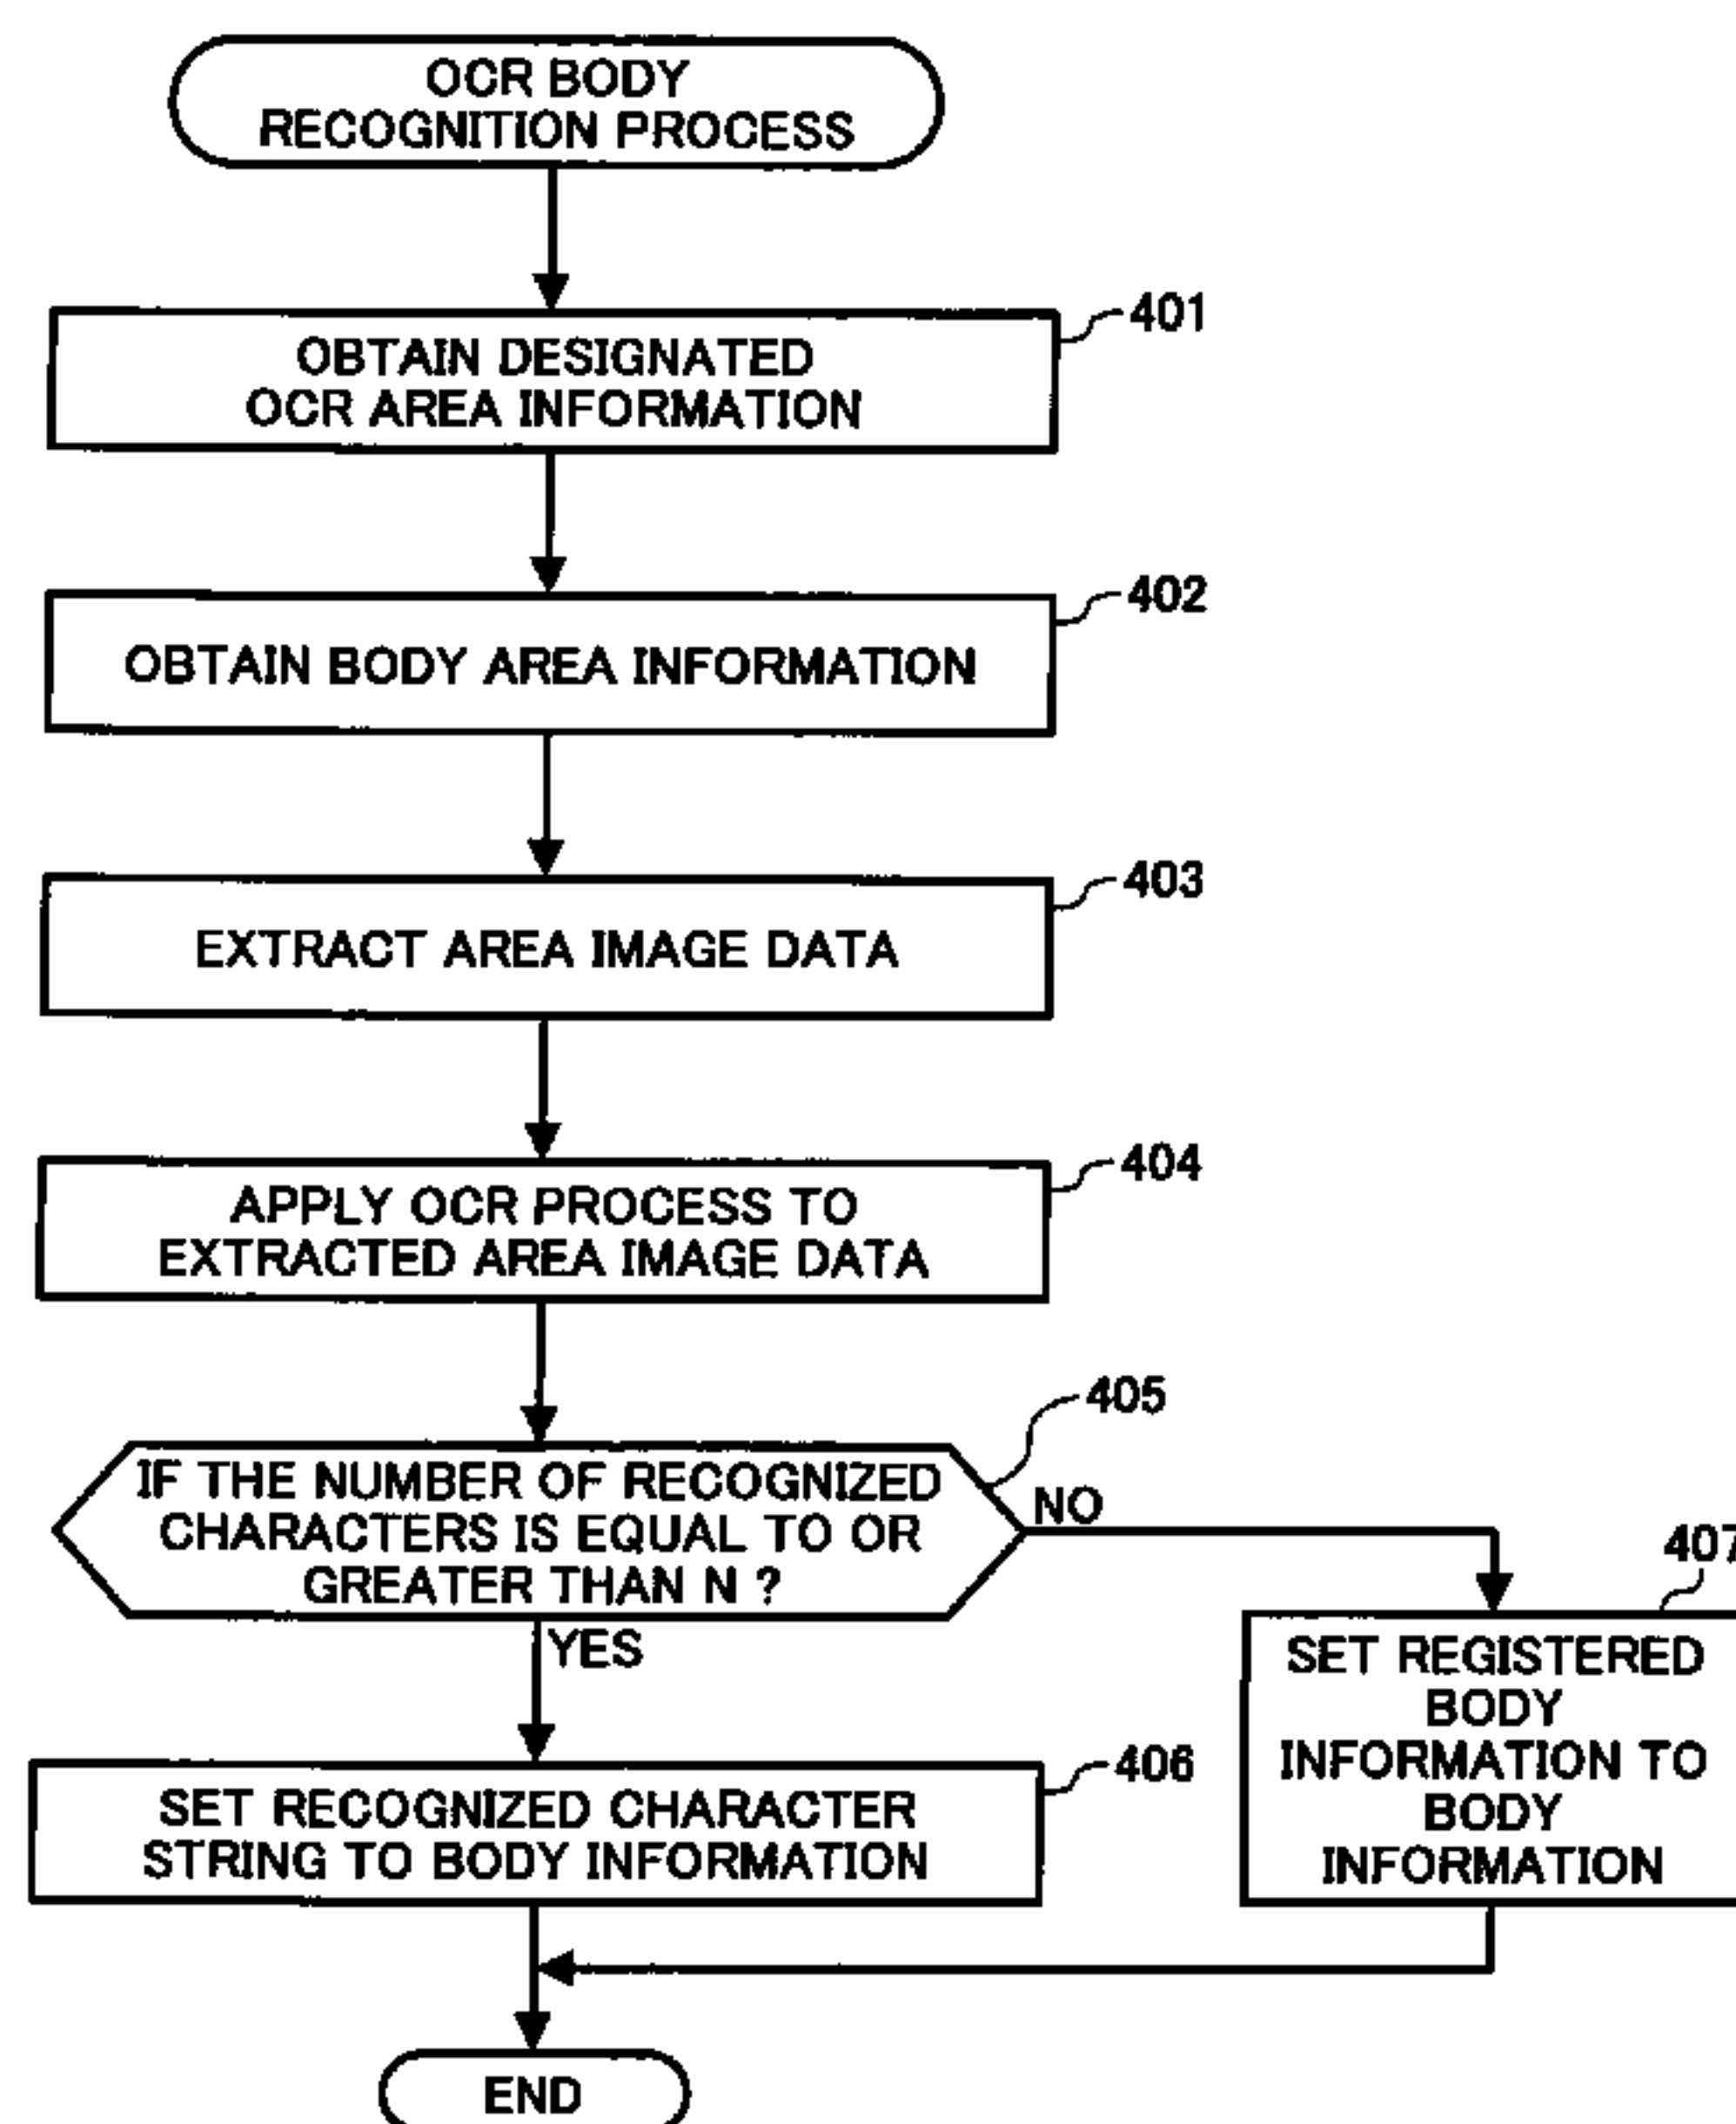 OCR BODY
RECOGNITION PROCESS
401
OBTAIN DESIGNATED
OCR AREA INFORMATION
402
OBTAIN BODY AREA INFORMATION
403
EXTRACT AREA IMAGE DATA
404
APPLY OCR PROCESS TO
EXTRACTED AREA IMAGE DATA
405
IF THE NUMBER OF RECOGNIZED
CHARACTERS IS EQUAL TO OR
GREATER THAN N ?
NO
YES
407
SET REGISTERED
BODY
INFORMATION TO
BODY
INFORMATION
406
SET RECOGNIZED CHARACTER
STRING TO BODY INFORMATION
END